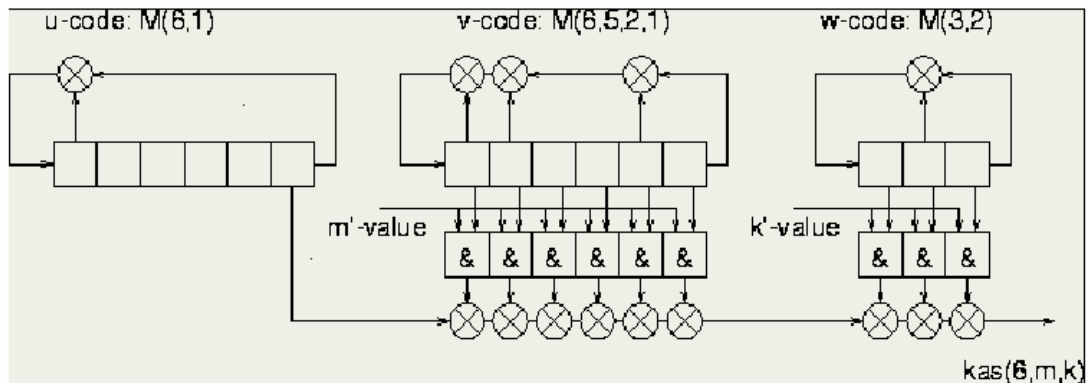 u-code: M(6,1)
v-code: M(6,5,2,1)
w-code: M(3,2)
m'-value
k'-value
& & & & & &
& & &
kas(6,m,k)